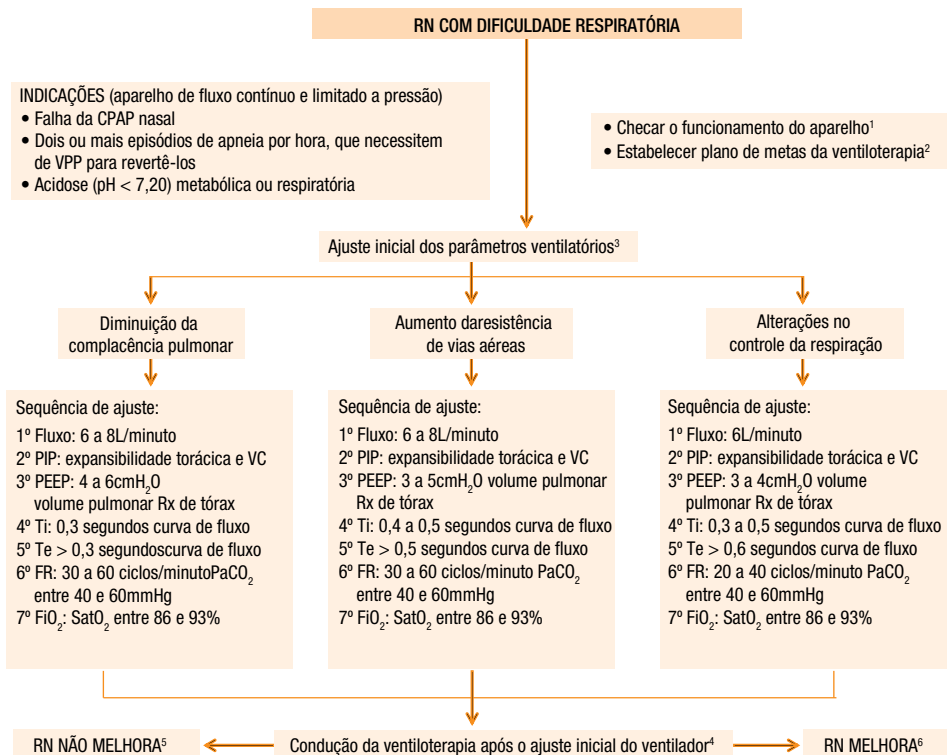 RN COM DIFICULDADE RESPIRATÓRIA
INDICAÇÕES (aparelho de fluxo contínuo e limitado a pressão)
• Falha da CPAP nasal
• Dois ou mais episódios de apneia por hora, que necessitem
de VPP para revertê-los
• Acidose (pH < 7,20) metabólica ou respiratória
• Checar o funcionamento do aparelho¹
• Estabelecer plano de metas da ventiloterapia²
Ajuste inicial dos parâmetros ventilatórios³
Diminuição da
complacência pulmonar
Aumento daresistência
de vias aéreas
Alterações no
controle da respiração
Sequência de ajuste:
1º Fluxo: 6 a 8L/minuto
2º PIP: expansibilidade torácica e VC
3º PEEP: 4 a 6cmH₂O
volume pulmonar Rx de tórax
4º Ti: 0,3 segundos curva de fluxo
5º Te > 0,3 segundoscurva de fluxo
6º FR: 30 a 60 ciclos/minutoPaCO₂
entre 40 e 60mmHg
7º FiO₂: SatO₂ entre 86 e 93%
Sequência de ajuste:
1º Fluxo: 6 a 8L/minuto
2º PIP: expansibilidade torácica e VC
3º PEEP: 3 a 5cmH₂O volume pulmonar
Rx de tórax
4º Ti: 0,4 a 0,5 segundos curva de fluxo
5º Te > 0,5 segundos curva de fluxo
6º FR: 30 a 60 ciclos/minuto PaCO₂
entre 40 e 60mmHg
7º FiO₂: SatO₂ entre 86 e 93%
Sequência de ajuste:
1º Fluxo: 6L/minuto
2º PIP: expansibilidade torácica e VC
3º PEEP: 3 a 4cmH₂O volume
pulmonar Rx de tórax
4º Ti: 0,3 a 0,5 segundos curva de fluxo
5º Te > 0,6 segundos curva de fluxo
6º FR: 20 a 40 ciclos/minuto PaCO₂
entre 40 e 60mmHg
7º FiO₂: SatO₂ entre 86 e 93%
RN NÃO MELHORA⁵
Condução da ventiloterapia após o ajuste inicial do ventilador⁴
RN MELHORA⁶